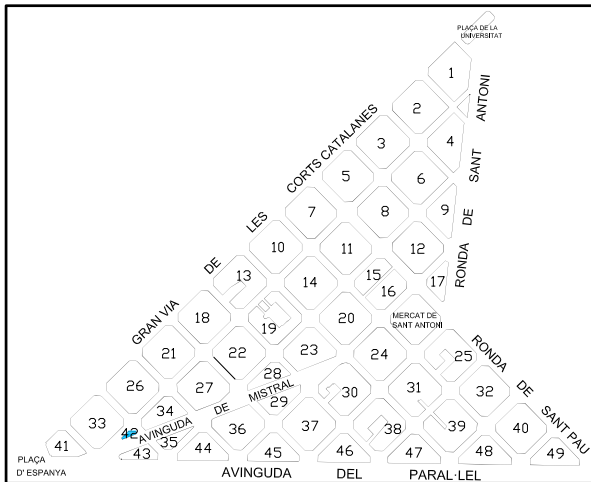 PLAÇA DE LA
UNIVERSITAT
1
2
ANTONI
3
4
CORTS CATALANES
5
6
SANT
7
8
9
LES
DE
10
11
12
DE
13
14
15
16
17
RONDA
GRAN VIA
18
19
20
MERCAT DE
SANT ANTONI
21
22
23
24
25
RONDA
26
27
28
29
30
31
32
DE
33
34
AVINGUDA DE MISTRAL
35
36
37
38
39
40
SANT PAU
41
42
43
44
45
46
47
48
49
PLAÇA
D' ESPANYA
AVINGUDA DEL PARAL·LEL